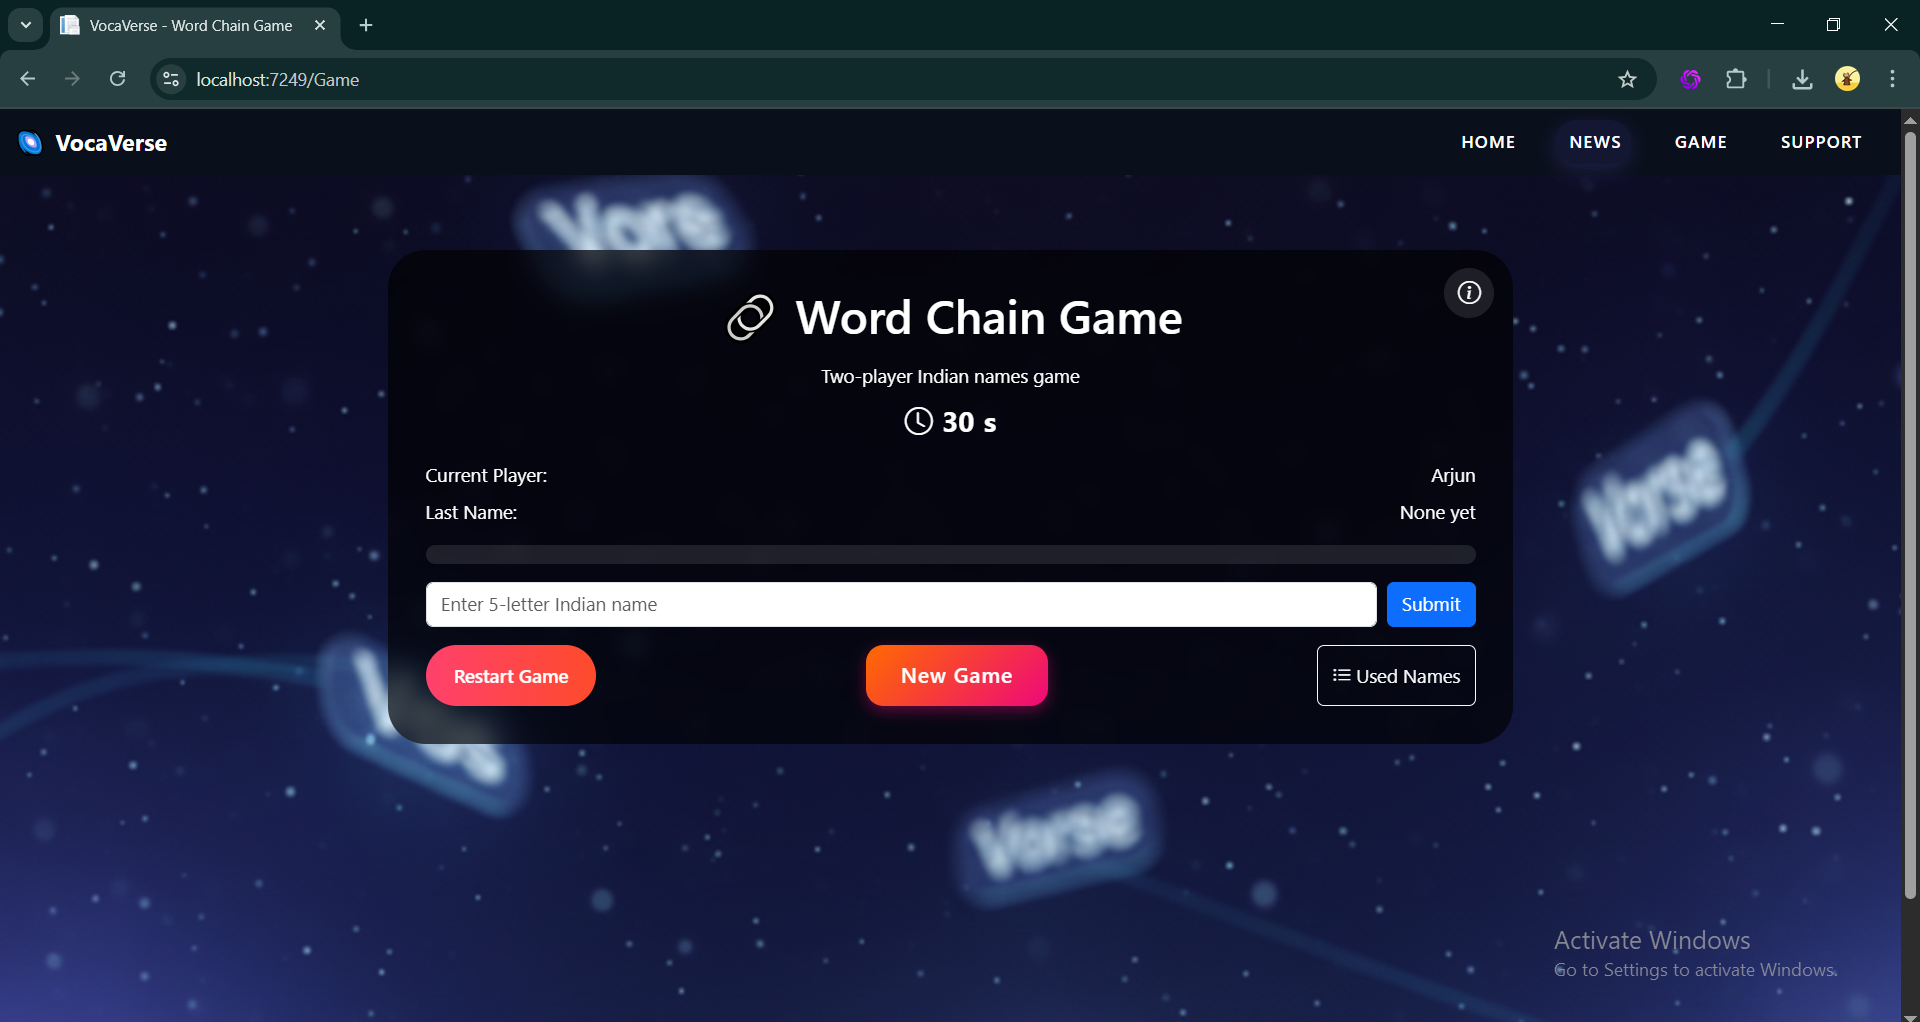 VocaVerse - Word Chain Game
localhost:7249/Game
VocaVerse
HOME
NEWS
GAME
SUPPORT
Word Chain Game
Two-player Indian names game
30 s
Current Player:
Arjun
Last Name:
None yet
Enter 5-letter Indian name
Submit
Restart Game
New Game
Used Names
Verse
Verse
Activate Windows
Go to Settings to activate Windows.